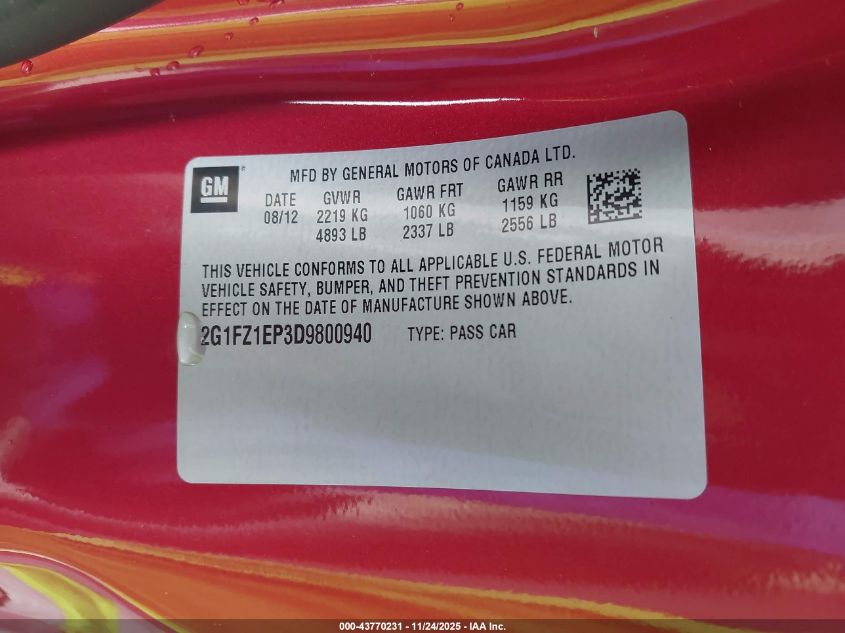 GM
MFD BY GENERAL MOTORS OF CANADA LTD.
DATE GVWR GAWR FRT GAWR RR
08/12 2219 KG 1060 KG 1159 KG
4893 LB 2337 LB 2556 LB
THIS VEHICLE CONFORMS TO ALL APPLICABLE U.S. FEDERAL MOTOR
VEHICLE SAFETY, BUMPER, AND THEFT PREVENTION STANDARDS IN
EFFECT ON THE DATE OF MANUFACTURE SHOWN ABOVE.
2G1FZ1EP3D9800940 TYPE: PASS CAR
000-43770231 - 11/24/2025 - IAA Inc.